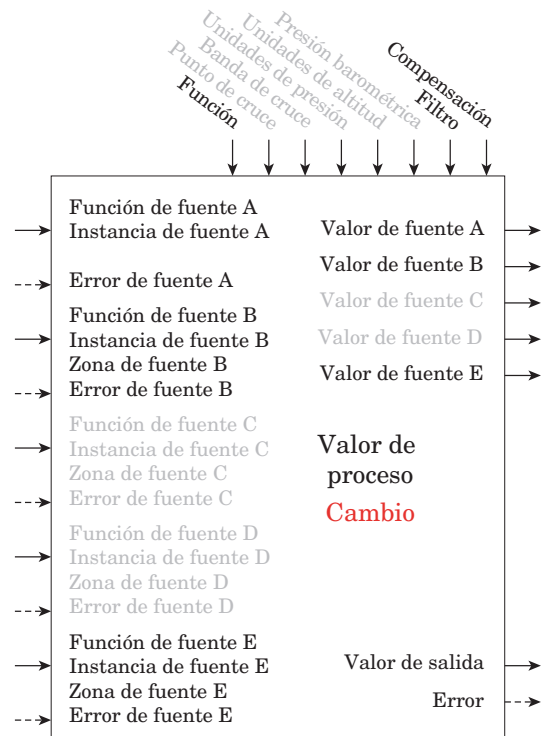 Función
Punto de cruce
Banda de cruce
Unidades de presión
Unidades de altitud
Presión barométrica
Filtro
Compensación
Función de fuente A
Instancia de fuente A
Error de fuente A
Función de fuente B
Instancia de fuente B
Zona de fuente B
Error de fuente B
Función de fuente C
Instancia de fuente C
Zona de fuente C
Error de fuente C
Función de fuente D
Instancia de fuente D
Zona de fuente D
Error de fuente D
Función de fuente E
Instancia de fuente E
Zona de fuente E
Error de fuente E
Valor de fuente A
Valor de fuente B
Valor de fuente C
Valor de fuente D
Valor de fuente E
Valor de
proceso
Cambio
Valor de salida
Error